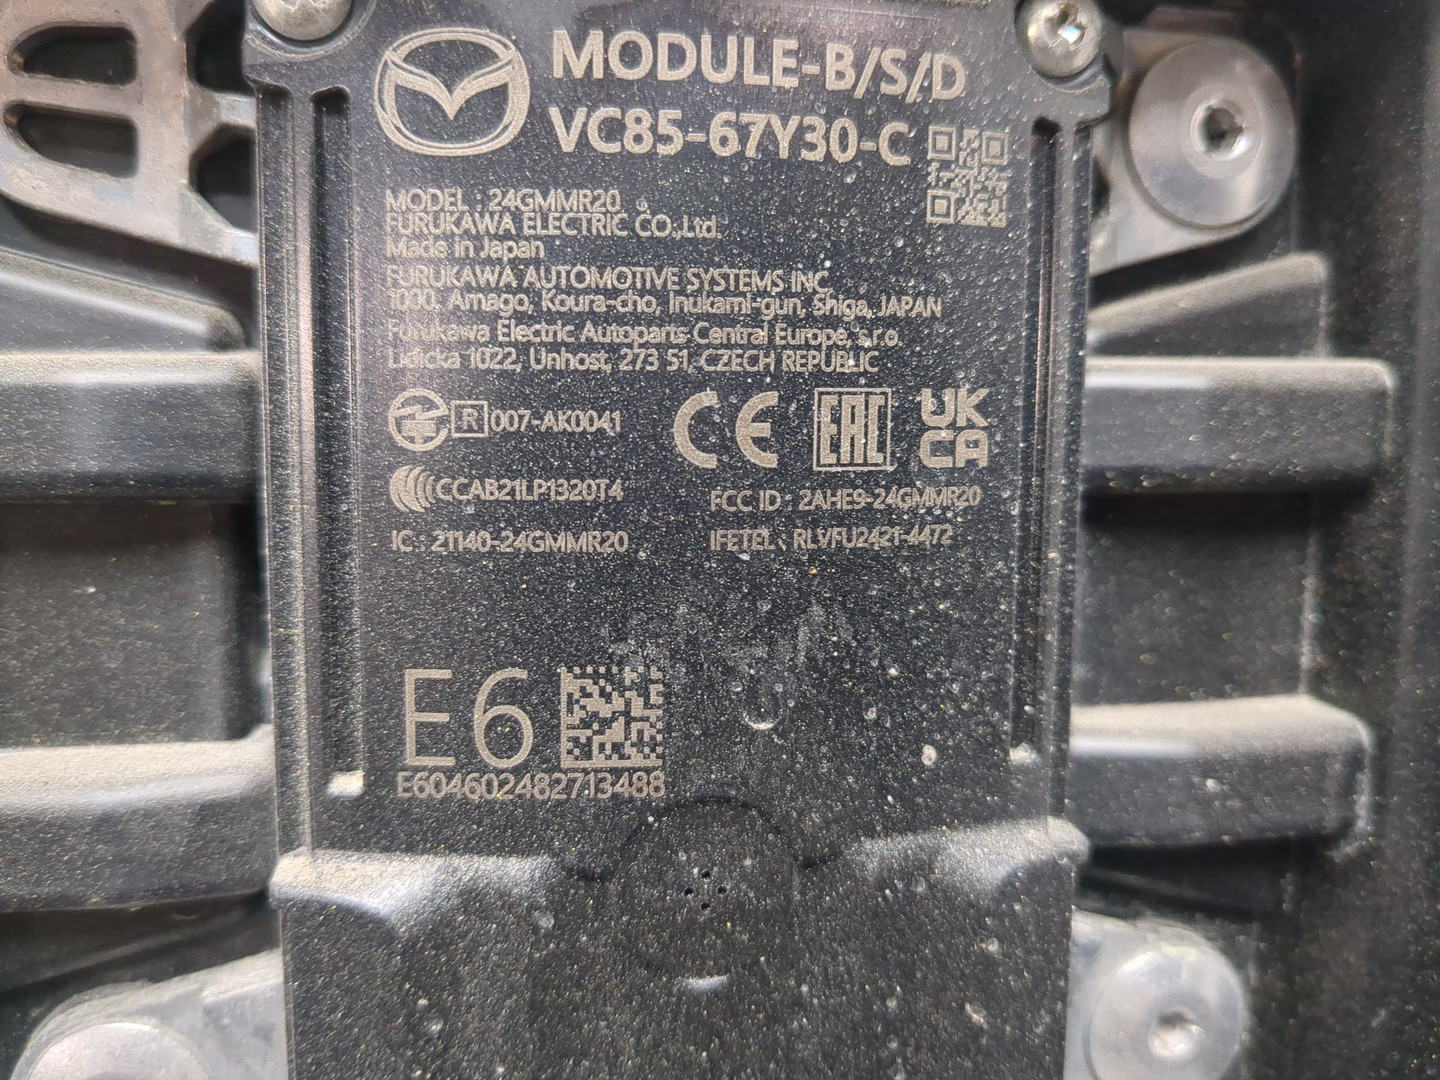 MODULE-B/S/D
VC85-67Y30-C
MODEL : 24GMMR20
FURUKAWA ELECTRIC CO.,Ltd.
Made in Japan
FURUKAWA AUTOMOTIVE SYSTEMS INC.
1000, Amago, Koura-cho, Inukami-gun, Shiga, JAPAN
Furukawa Electric Autoparts Central Europe, s.r.o.
Lidicka 1022, Unhost, 273 51, CZECH REPUBLIC
R 007-AK0041 CE EAC UK
CA
CCAB21LP1320T4 FCC ID : 2AHE9-24GMMR20
IC : 21140-24GMMR20 IFETEL : RLVFU2421-4472
E6
E604602482713488